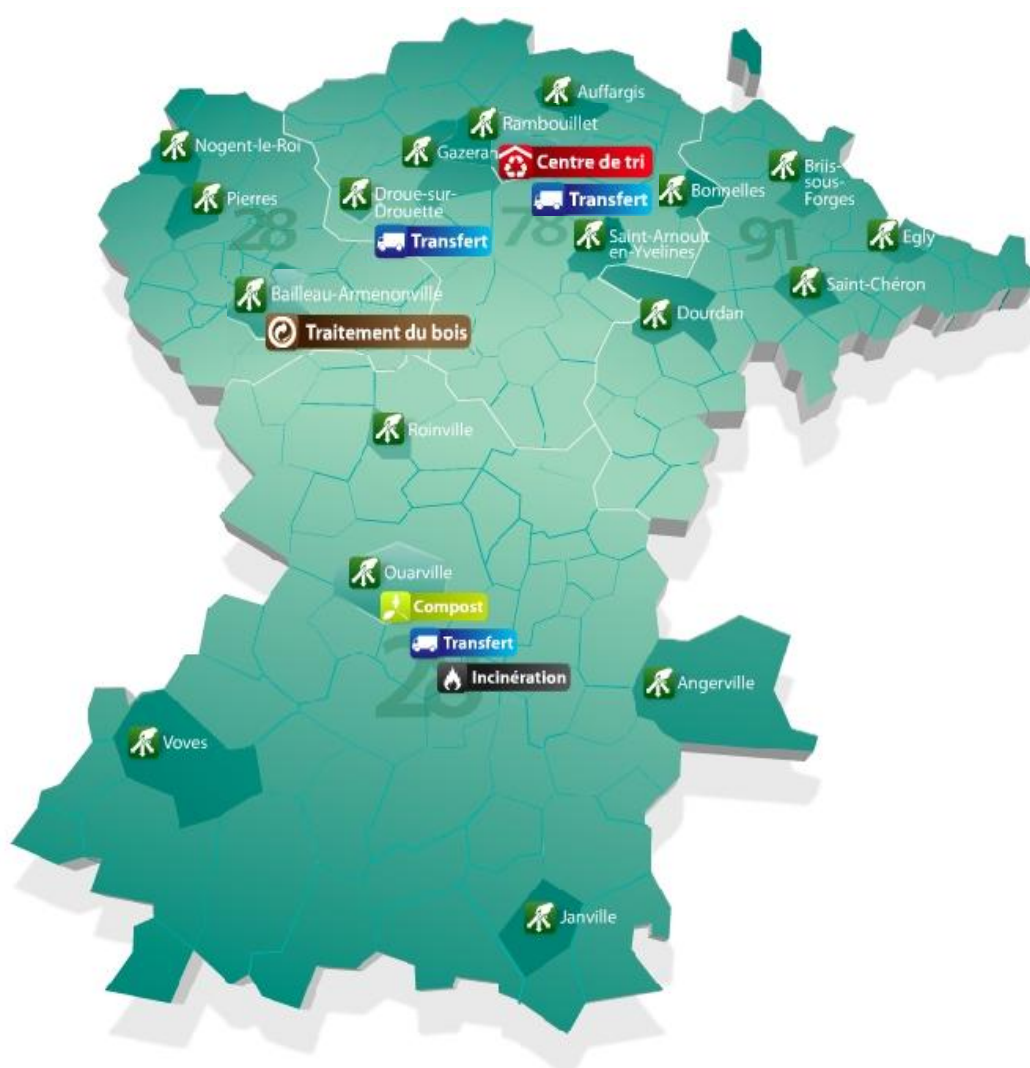 Auffargis
Rambouillet
Nogent-le-Roi
Gazeran
Centre de tri
Briis-
sous-
Forges
Pierres
Droue-sur-
Drouette
Transfert
Bonnelles
28
78
91
Transfert
Saint-Arnoult
en-Yvelines
Egly
Bailleau-Armenonville
Saint-Chéron
Traitement du bois
Dourdan
Roinville
Ouarville
Compost
Transfert
Incinération
28
Angerville
Voves
Janville